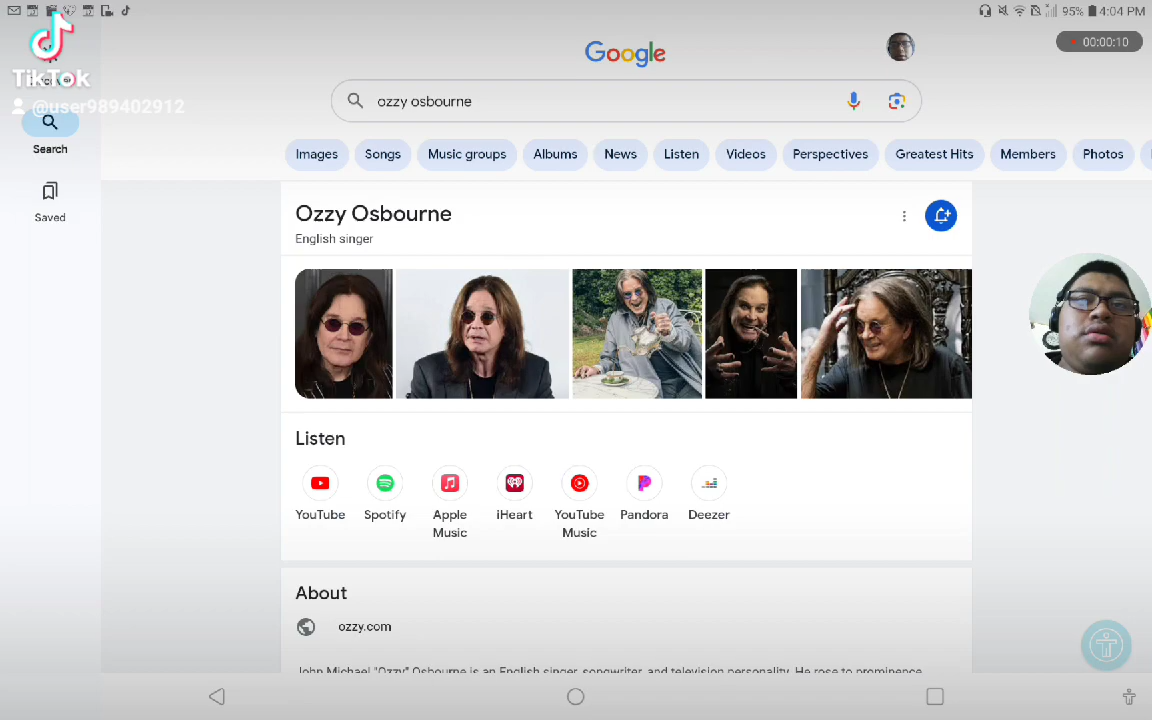 95% 4:04 PM
Google
00:00:10
TikTok
@user989402912
ozzy osbourne
Search
Saved
Images Songs Music groups Albums News Listen Videos Perspectives Greatest Hits Members Photos
Ozzy Osbourne
English singer
Listen
YouTube Spotify Apple Music iHeart YouTube Music Pandora Deezer
About
ozzy.com
John Michael "Ozzy" Osbourne is an English singer, songwriter, and television personality. He rose to prominence